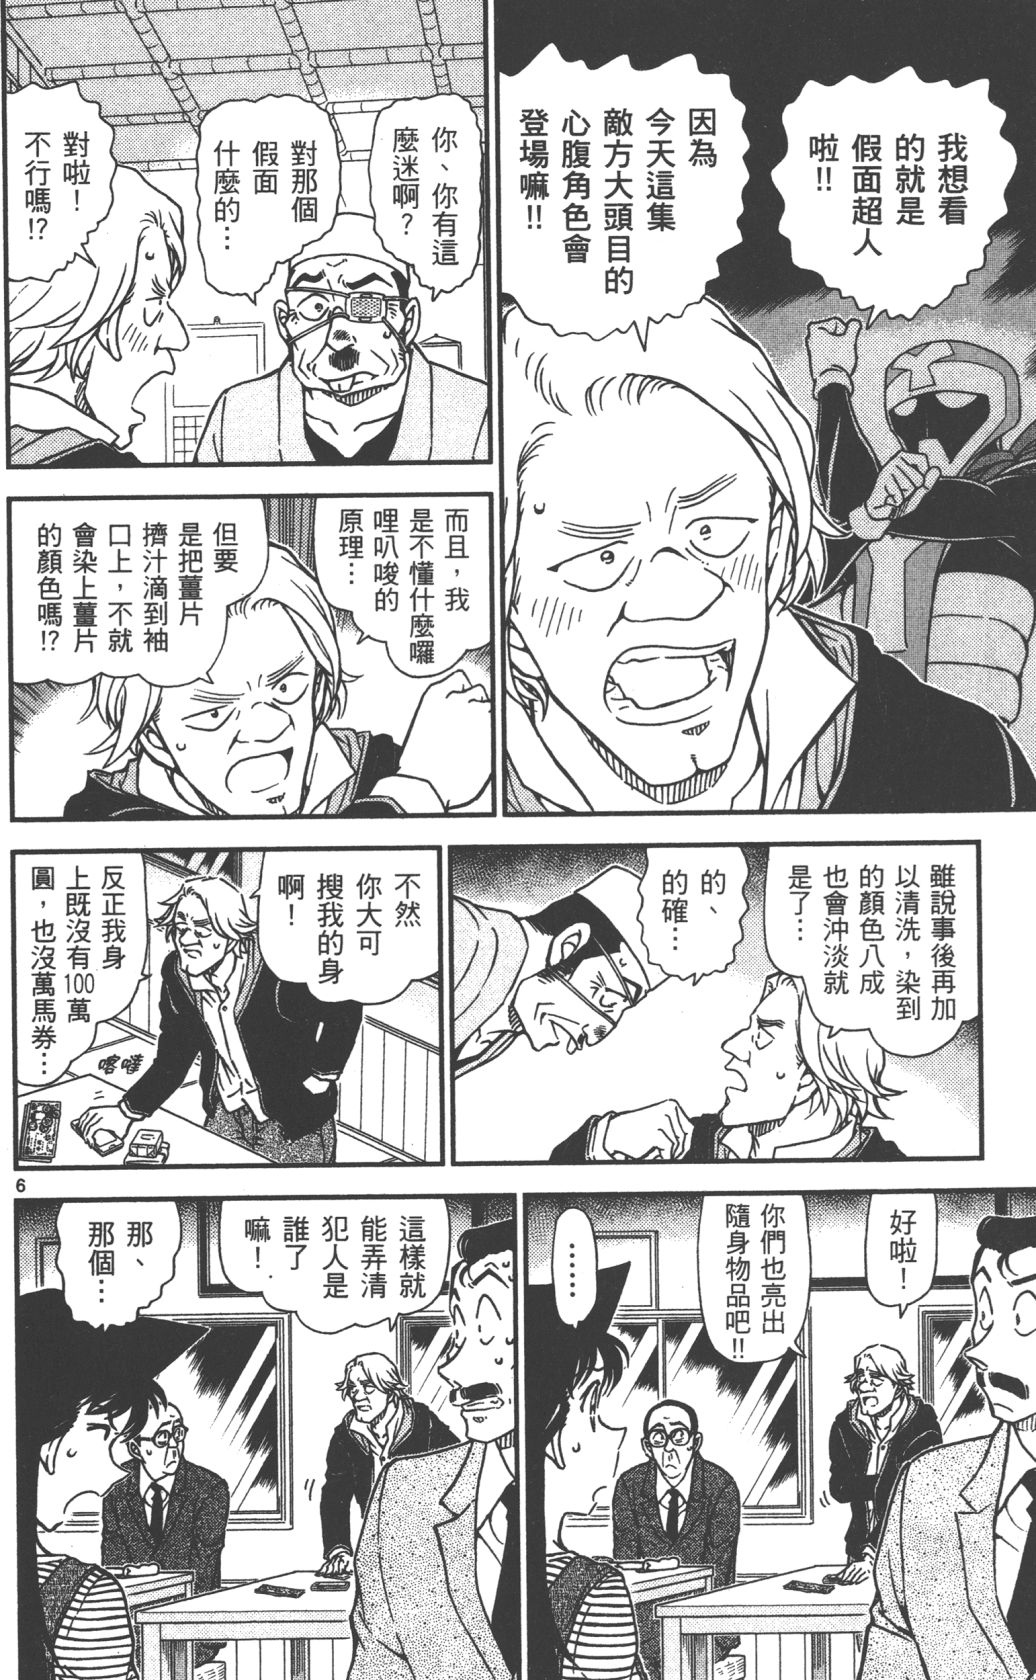 我想看
的就是
假面超人
啦!!
因為
今天這集
敵方大頭目的
心腹角色會
登場嘛!!
你、你有這
麼迷啊?
對那個
假面
什麼的…
對啦!
不行嗎!?
而且，我
是不懂什麼囉
哩叭唆的
原理…
但要
是把薑片
擠汁滴到袖
口上，不就
會染上薑片
的顏色嗎!?
雖說事後再加
以清洗，染到
的顏色八成
也會沖淡就
是了…
的、
的確…
不然
你大可
搜我的身
啊!
反正我身
上既沒有100萬
圓，也沒萬馬券…
喀噠
6
好啦!
你們也亮出
隨身物品吧!!
……
這樣就
能弄清
犯人是
誰了
嘛!
那、
那個…